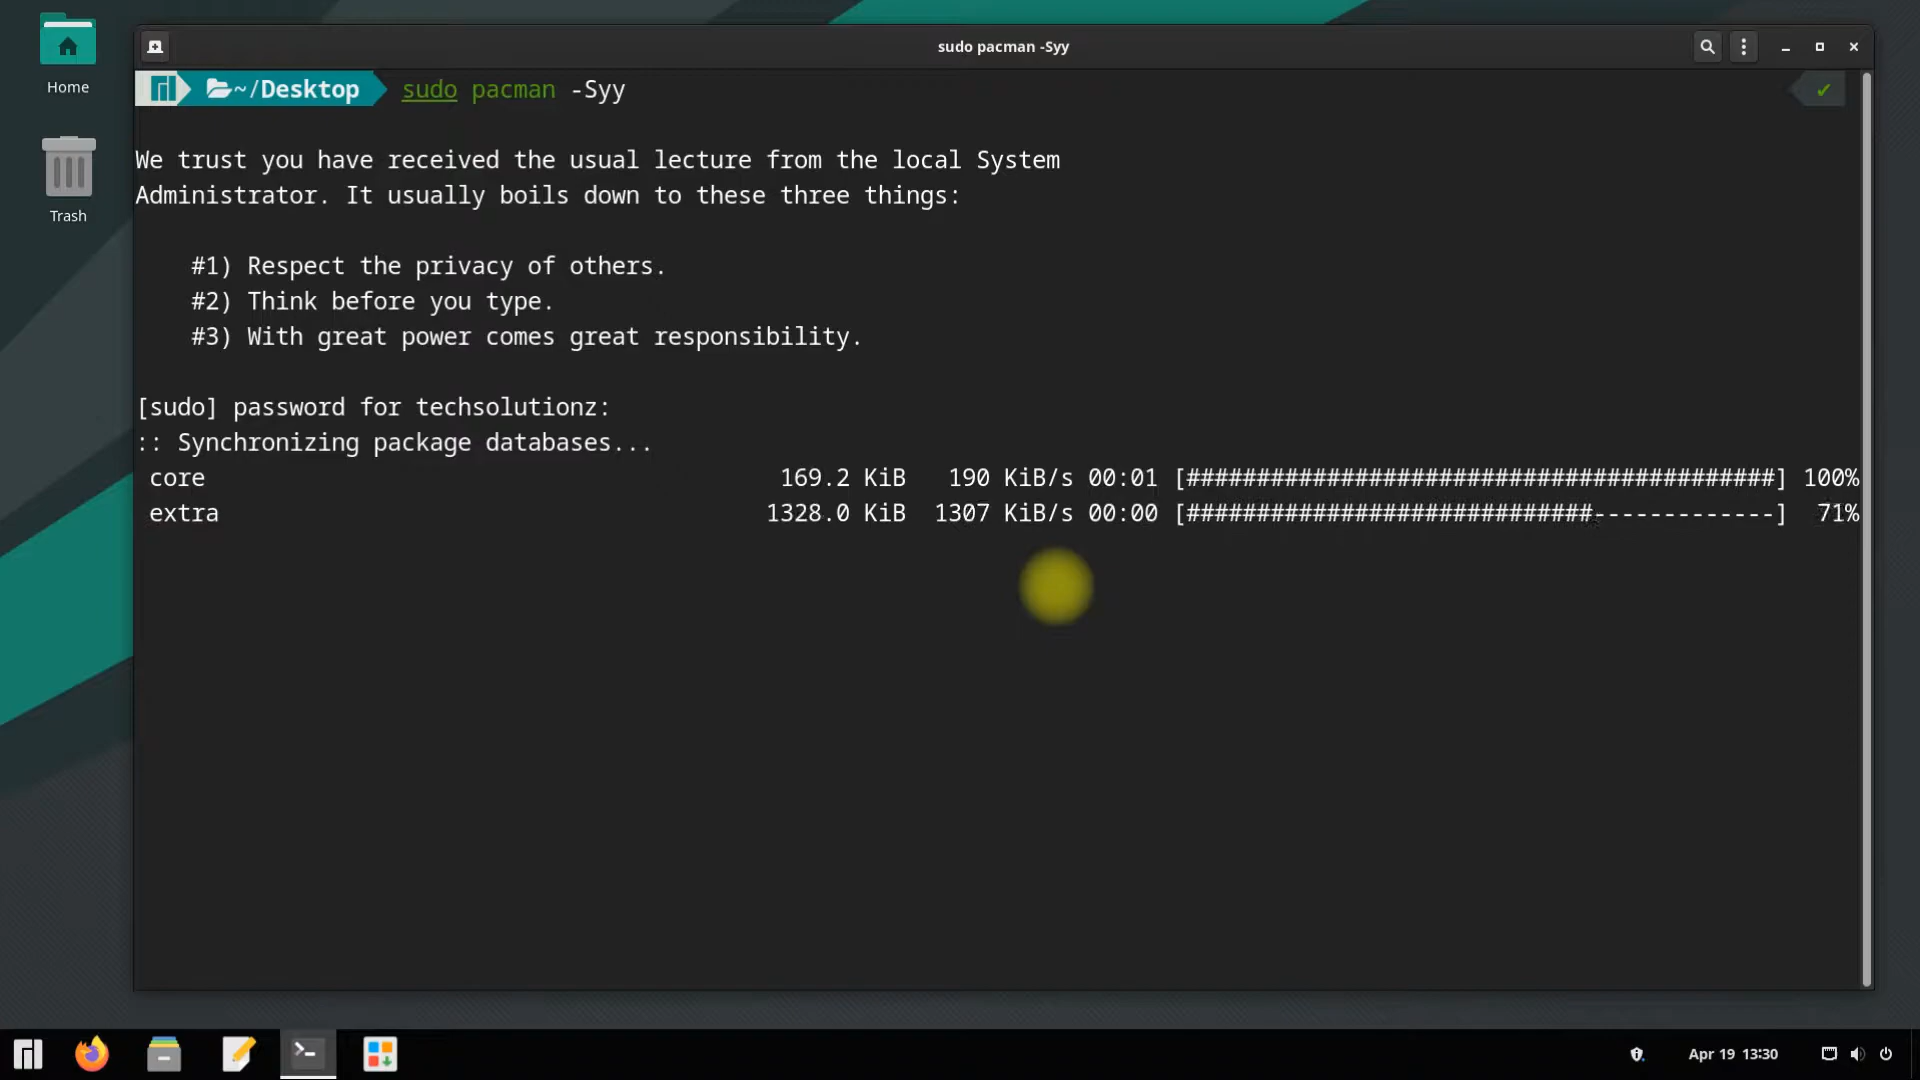 sudo pacman -Syy
Home
~/Desktop sudo pacman -Syy
We trust you have received the usual lecture from the local System
Administrator. It usually boils down to these three things:
#1) Respect the privacy of others.
#2) Think before you type.
#3) With great power comes great responsibility.
Trash
[sudo] password for techsolutionz:
:: Synchronizing package databases...
core 169.2 KiB 190 KiB/s 00:01 [##########################################] 100%
extra 1328.0 KiB 1307 KiB/s 00:00 [#############################-------------] 71%
Apr 19 13:30